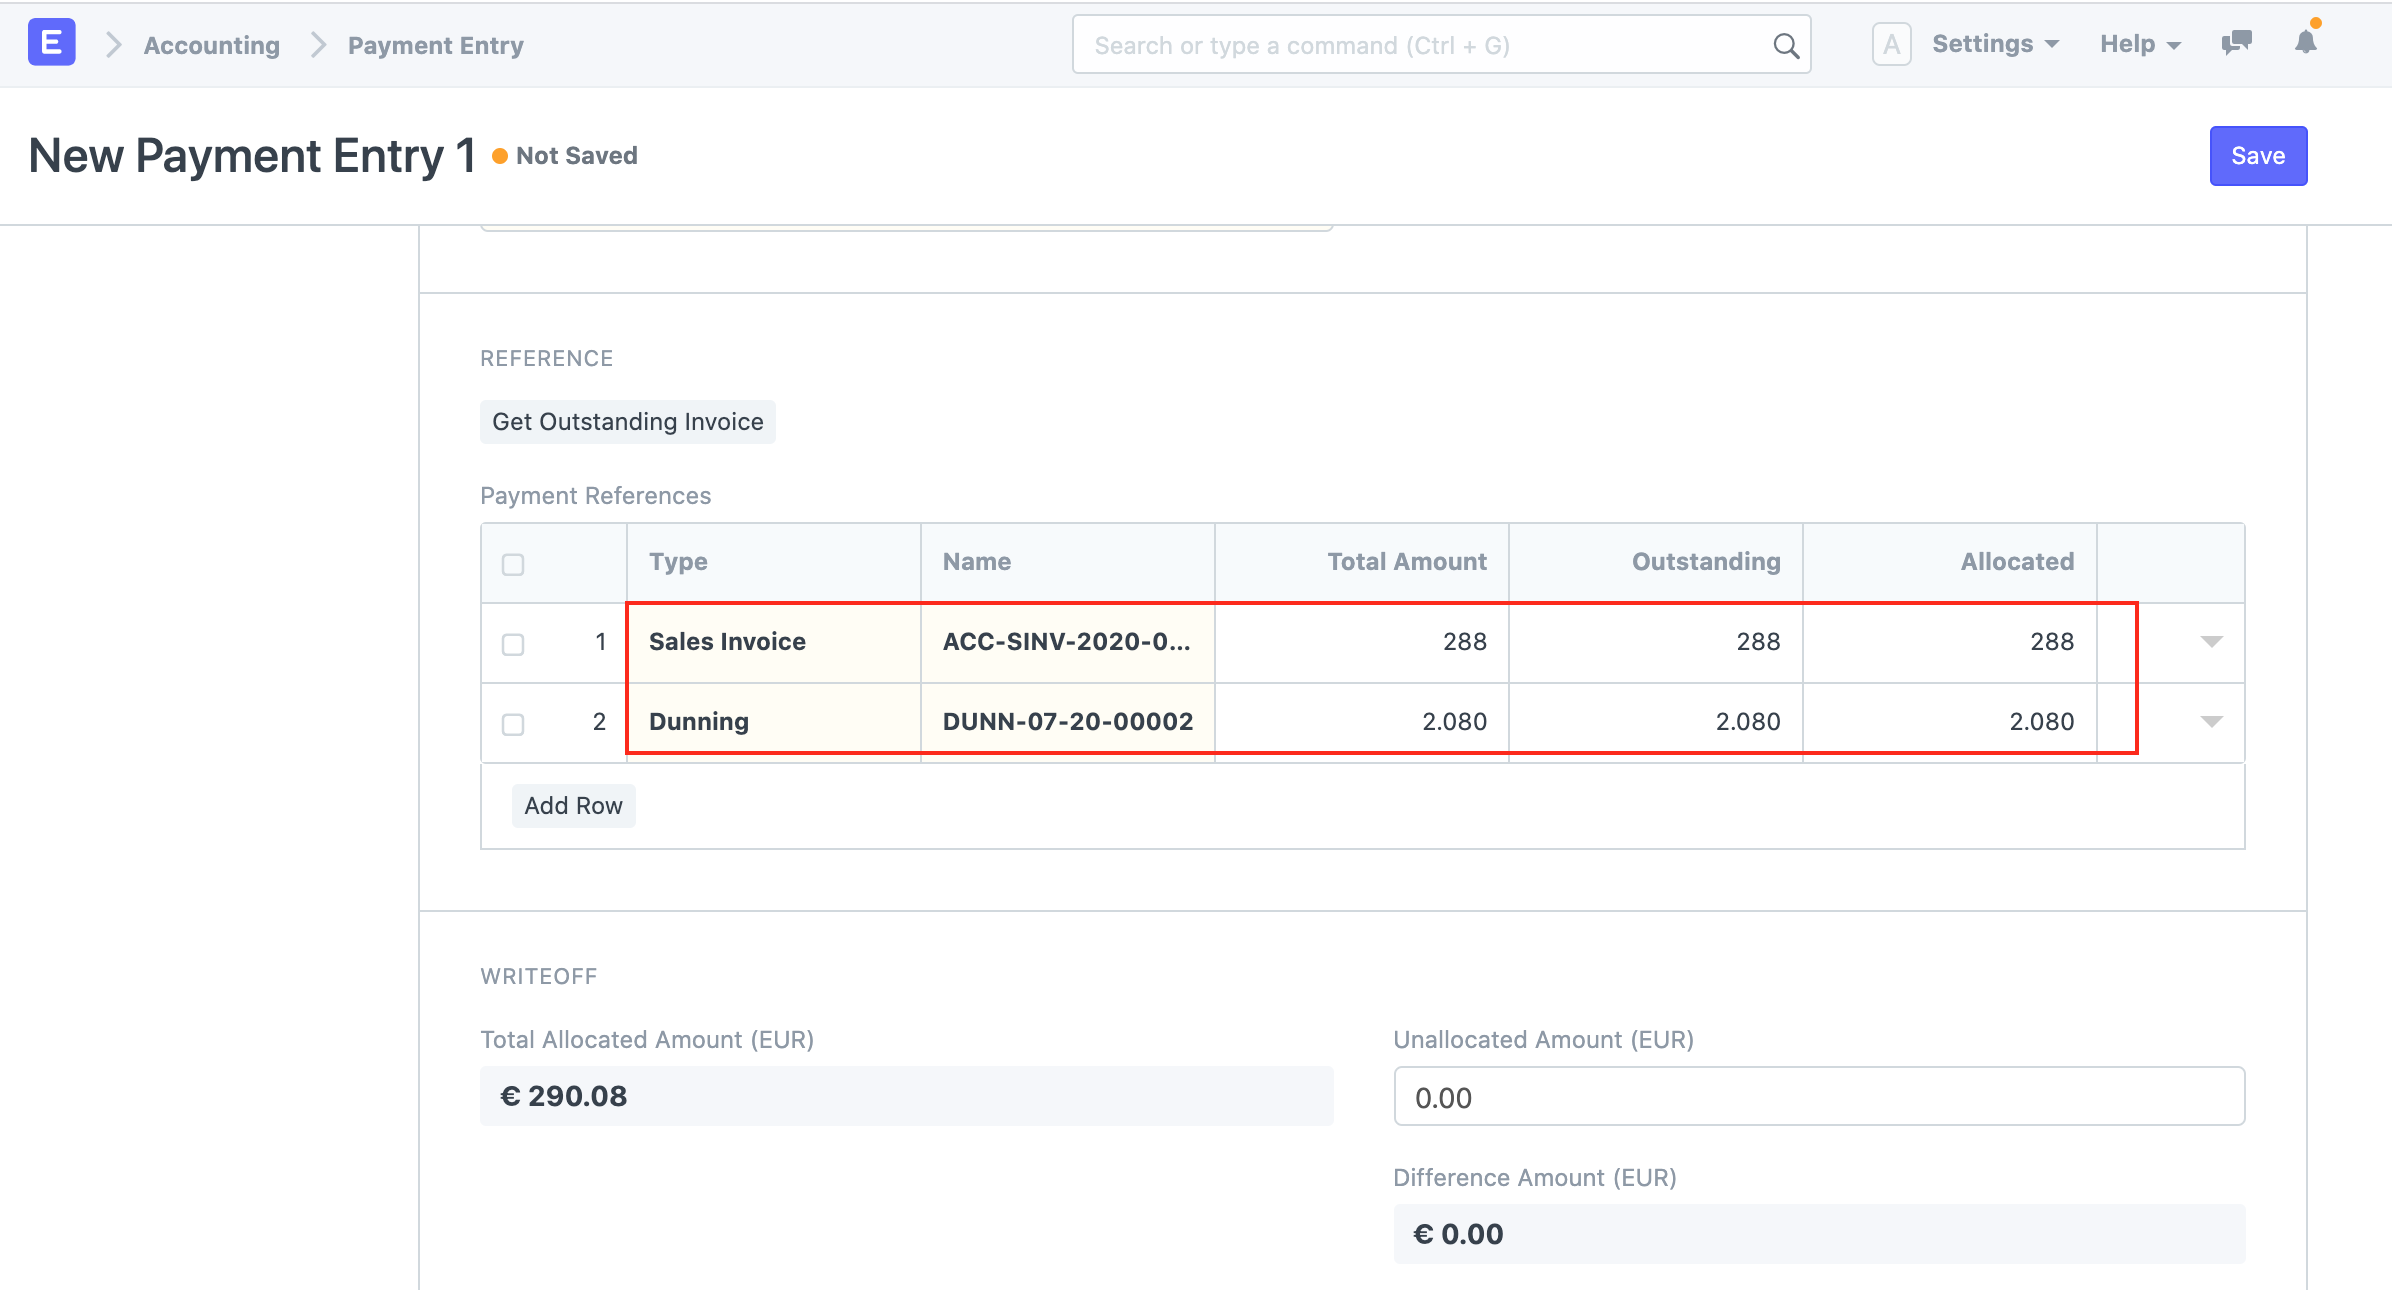 E Accounting Payment Entry Search or type a command (Ctrl + G) A Settings Help
New Payment Entry 1 Not Saved Save
REFERENCE
Get Outstanding Invoice
Payment References
Type Name Total Amount Outstanding Allocated
1 Sales Invoice ACC-SINV-2020-0... 288 288 288
2 Dunning DUNN-07-20-00002 2.080 2.080 2.080
Add Row
WRITEOFF
Total Allocated Amount (EUR) Unallocated Amount (EUR)
€ 290.08 0.00
Difference Amount (EUR)
€ 0.00